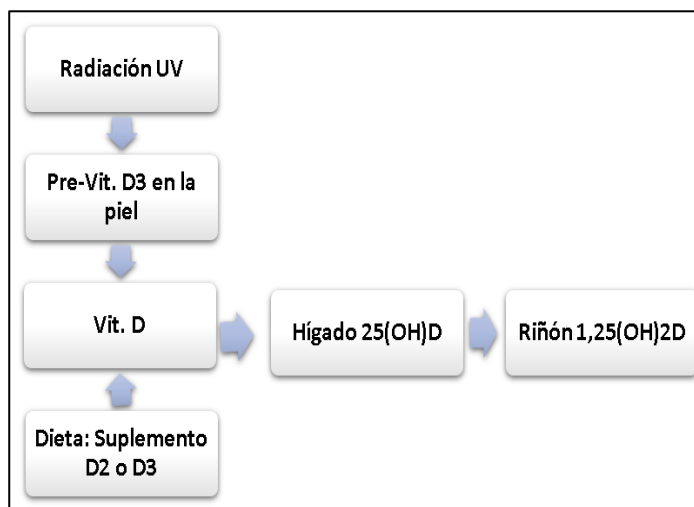 Radiación UV
Pre-Vit. D3 en la
piel
Vit. D
Hígado 25(OH)D
Riñón 1,25(OH)2D
Dieta: Suplemento
D2 o D3